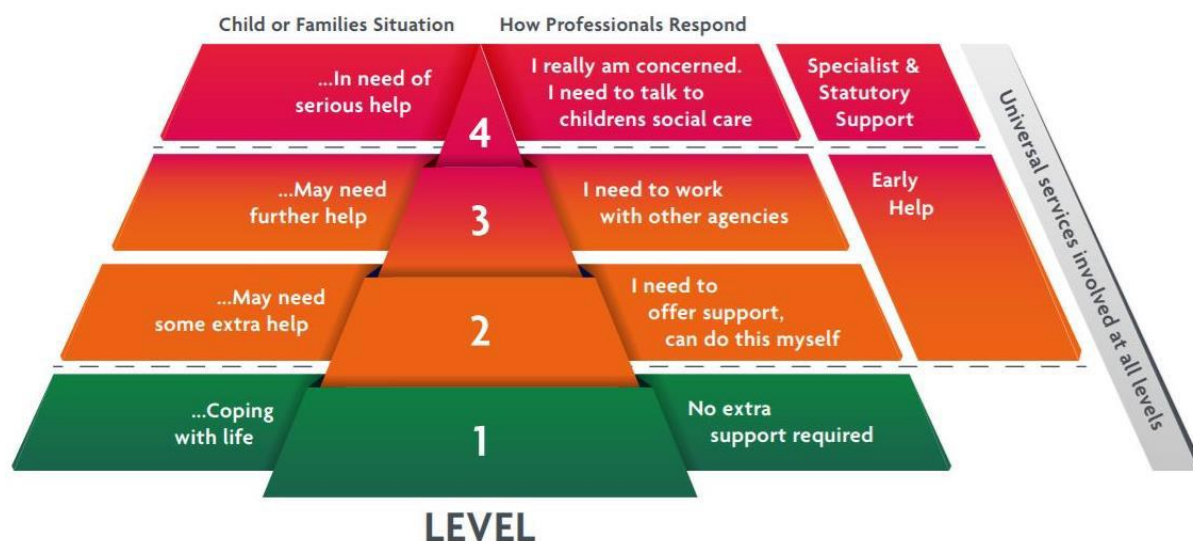 Child or Families Situation
How Professionals Respond
...In need of
serious help
4
I really am concerned.
I need to talk to
childrens social care
Specialist &
Statutory
Support
...May need
further help
3
I need to work
with other agencies
Early
Help
...May need
some extra help
2
I need to
offer support,
can do this myself
...Coping
with life
1
No extra
support required
Universal services involved at all levels
LEVEL